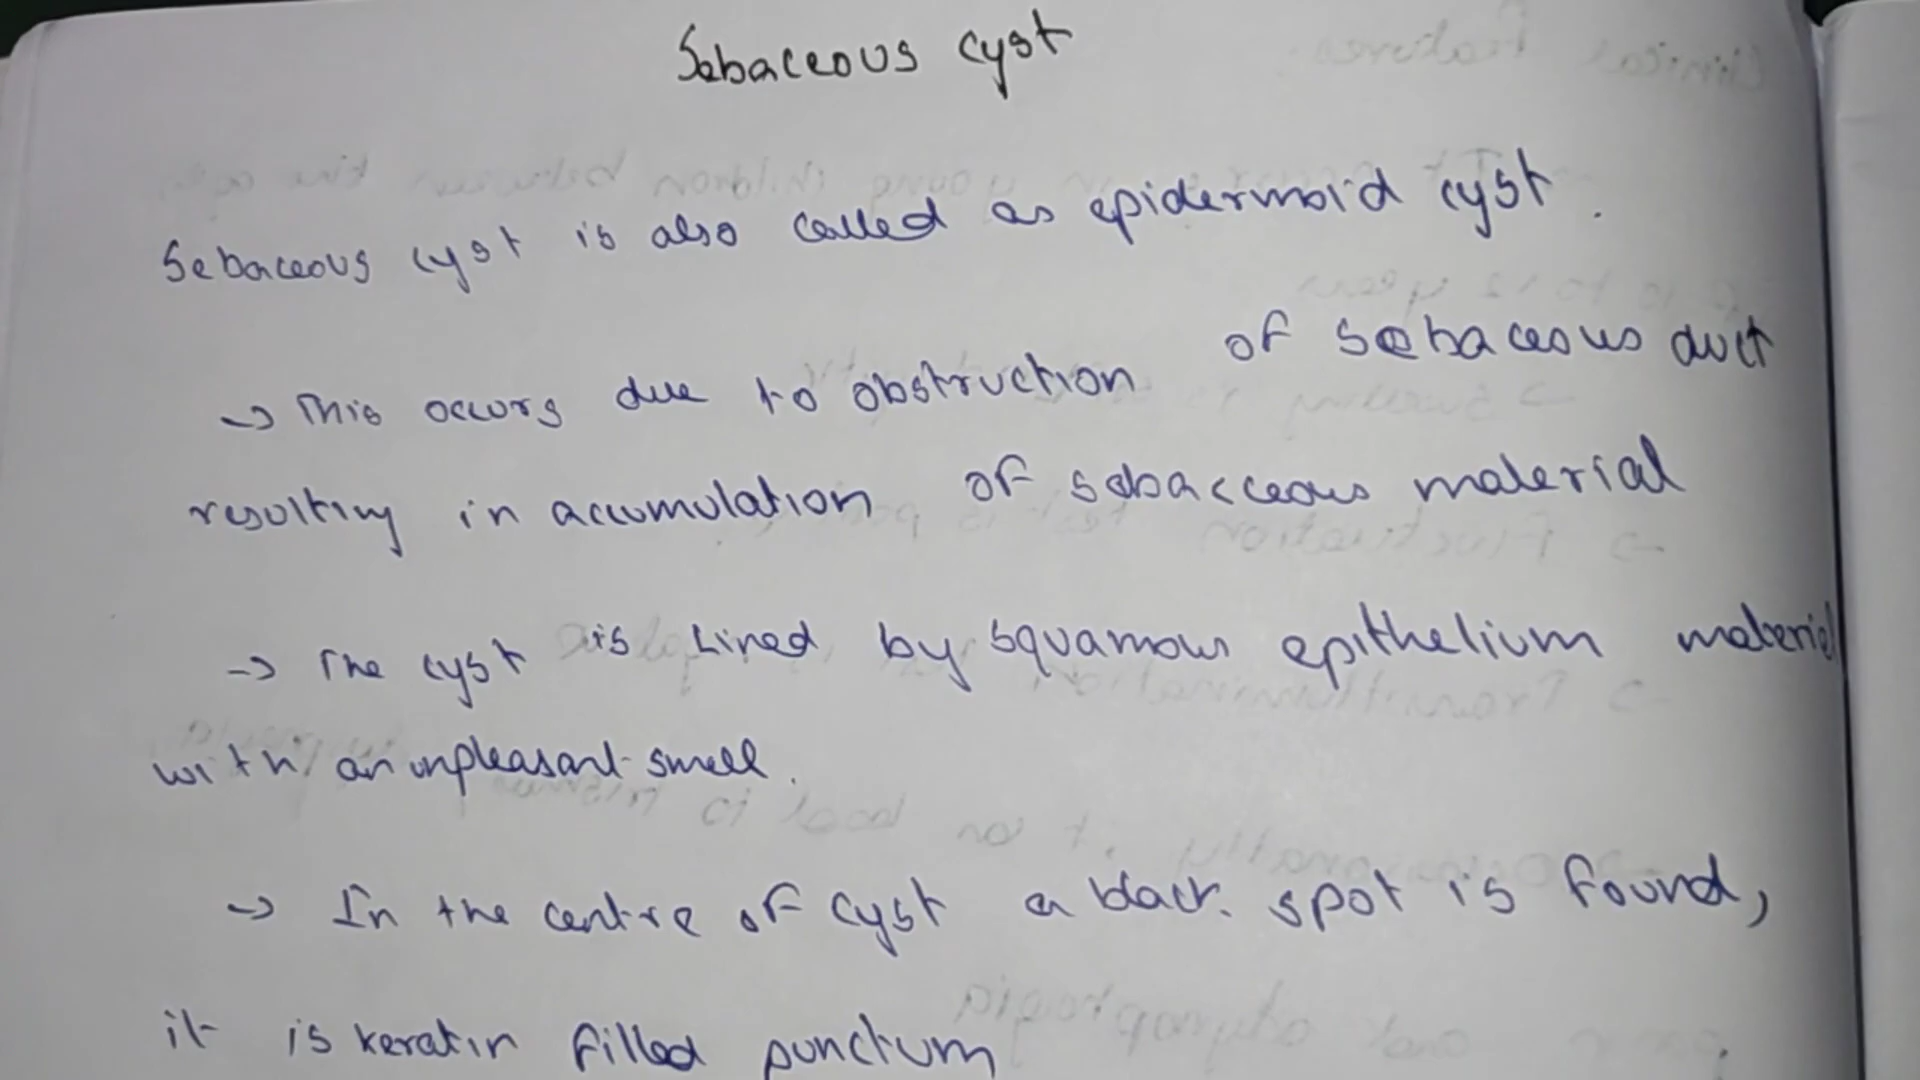 Sebaceous cyst
Sebaceous cyst is also called as epidermoid cyst.
→ This occurs due to obstruction of sebaceous duct
resulting in accumulation of sebacceous material
→ The cyst is Lined by squamous epithelium material
with an unpleasant smell.
→ In the centre of cyst a black spot is found,
it is keratin filled punctum